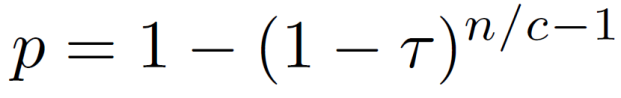 p = 1 − (1 − τ)^{n/c−1}